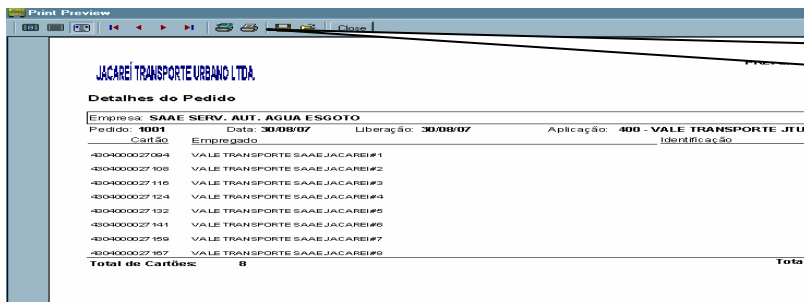 Print Preview
Close
JACAREÍ TRANSPORTE URBANO LTDA.
Detalhes do Pedido
Empresa: SAAE SERV. AUT. AGUA ESGOTO
Pedido: 1001 Data: 30/08/07 Liberação: 30/08/07 Aplicação: 400 - VALE TRANSPORTE JTU
Cartão Empregado Identificação
4304000027094 VALE TRANSPORTE SAAE JACAREI#1
4304000027108 VALE TRANSPORTE SAAE JACAREI#2
4304000027116 VALE TRANSPORTE SAAE JACAREI#3
4304000027124 VALE TRANSPORTE SAAE JACAREI#4
4304000027132 VALE TRANSPORTE SAAE JACAREI#5
4304000027141 VALE TRANSPORTE SAAE JACAREI#6
4304000027159 VALE TRANSPORTE SAAE JACAREI#7
4304000027167 VALE TRANSPORTE SAAE JACAREI#8
Total de Cartões: 8 Tota